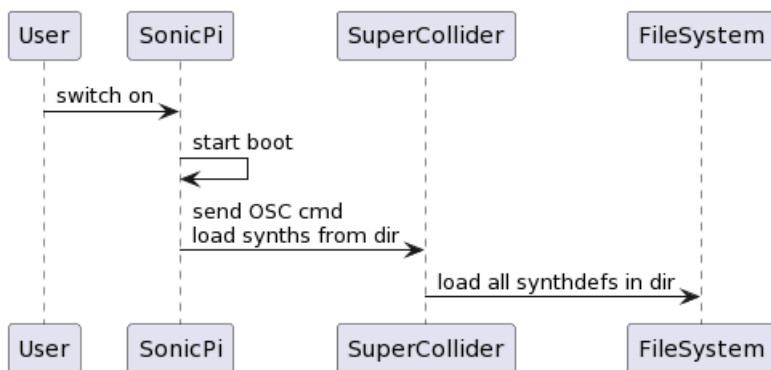 User SonicPi SuperCollider FileSystem
switch on
start boot
send OSC cmd
load synths from dir
load all synthdefs in dir
User SonicPi SuperCollider FileSystem